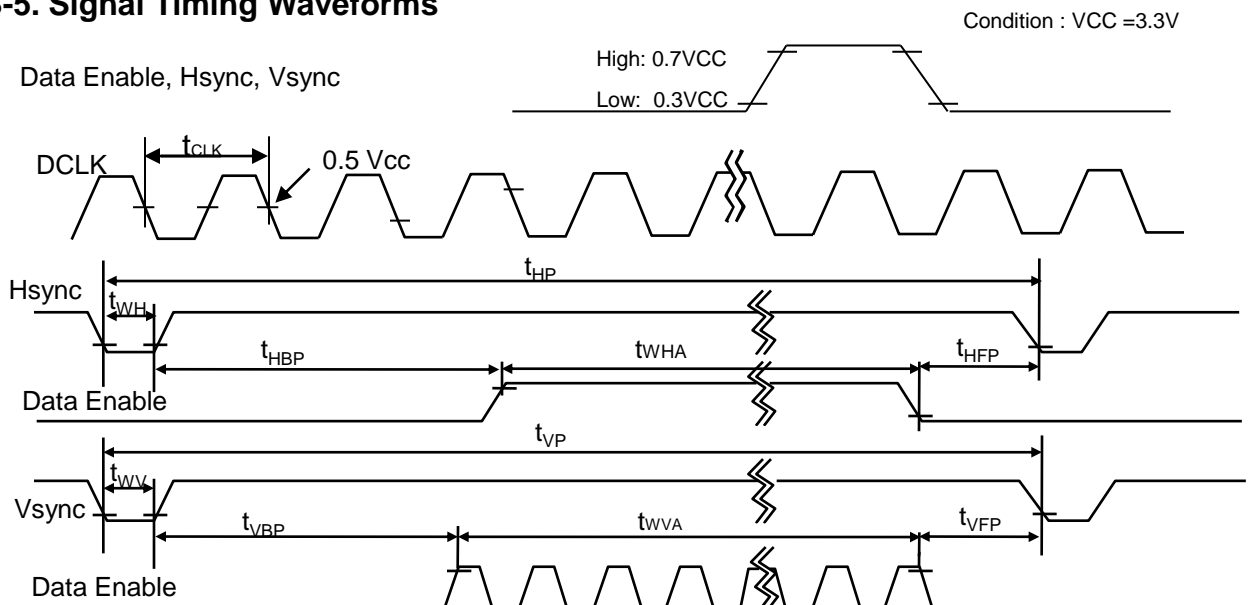 -5. Signal Timing Waveforms
Condition : VCC =3.3V
Data Enable, Hsync, Vsync
High: 0.7VCC
Low: 0.3VCC
DCLK
tCLK
0.5 Vcc
tHP
Hsync
tWH
tHBP
tWHA
tHFP
Data Enable
tVP
tWV
Vsync
tVBP
tWVA
tVFP
Data Enable